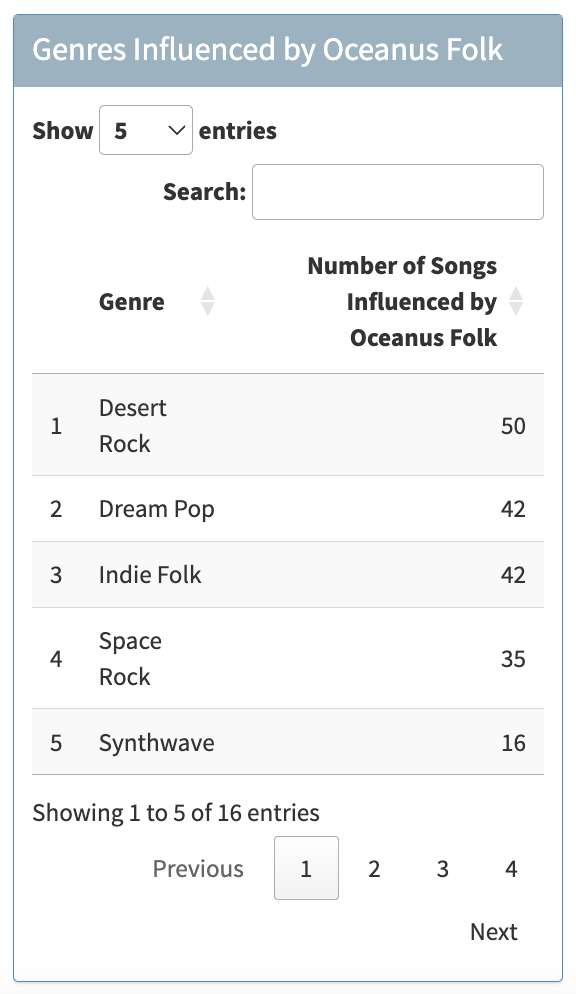 Genres Influenced by Oceanus Folk
Show 5 entries
Search:
Genre
Number of Songs
Influenced by
Oceanus Folk
1 Desert
Rock 50
2 Dream Pop 42
3 Indie Folk 42
4 Space
Rock 35
5 Synthwave 16
Showing 1 to 5 of 16 entries
Previous 1 2 3 4
Next